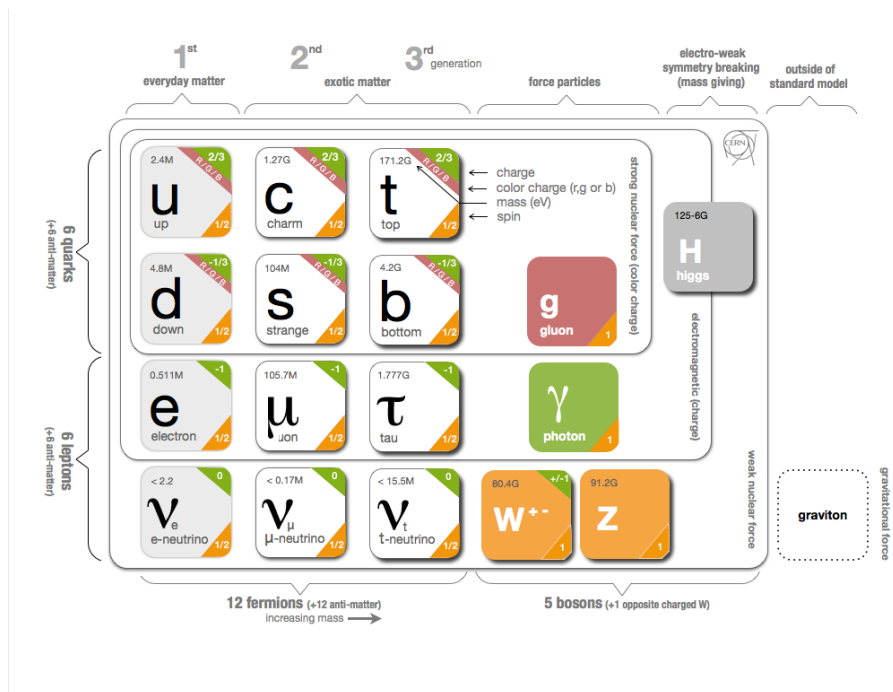 1st
everyday matter
2nd
3rd
generation
exotic matter
force particles
electro-weak
symmetry breaking
(mass giving)
outside of
standard model
6 quarks
(+6 anti-matter)
2.4M
2/3
R/G/B
u
up
1/2
1.27G
2/3
R/G/B
c
charm
1/2
171.2G
2/3
R/G/B
t
top
1/2
charge
color charge (r,g or b)
mass (eV)
spin
strong nuclear force (color charge)
CERN
125-6G
H
higgs
4.8M
-1/3
R/G/B
d
down
1/2
104M
-1/3
R/G/B
s
strange
1/2
4.2G
-1/3
R/G/B
b
bottom
1/2
g
gluon
1
electromagnetic (charge)
6 leptons
(+6 anti-matter)
0.511M
-1
e
electron
1/2
105.7M
-1
μ
uon
1/2
1.777G
-1
τ
tau
1/2
γ
photon
1
weak nuclear force
< 2.2
0
νe
e-neutrino
1/2
< 0.17M
0
νμ
μ-neutrino
1/2
< 15.5M
0
νt
t-neutrino
1/2
80.4G
+/-1
W+-
1
91.2G
Z
1
graviton
gravitational force
12 fermions (+12 anti-matter)
increasing mass
5 bosons (+1 opposite charged W)